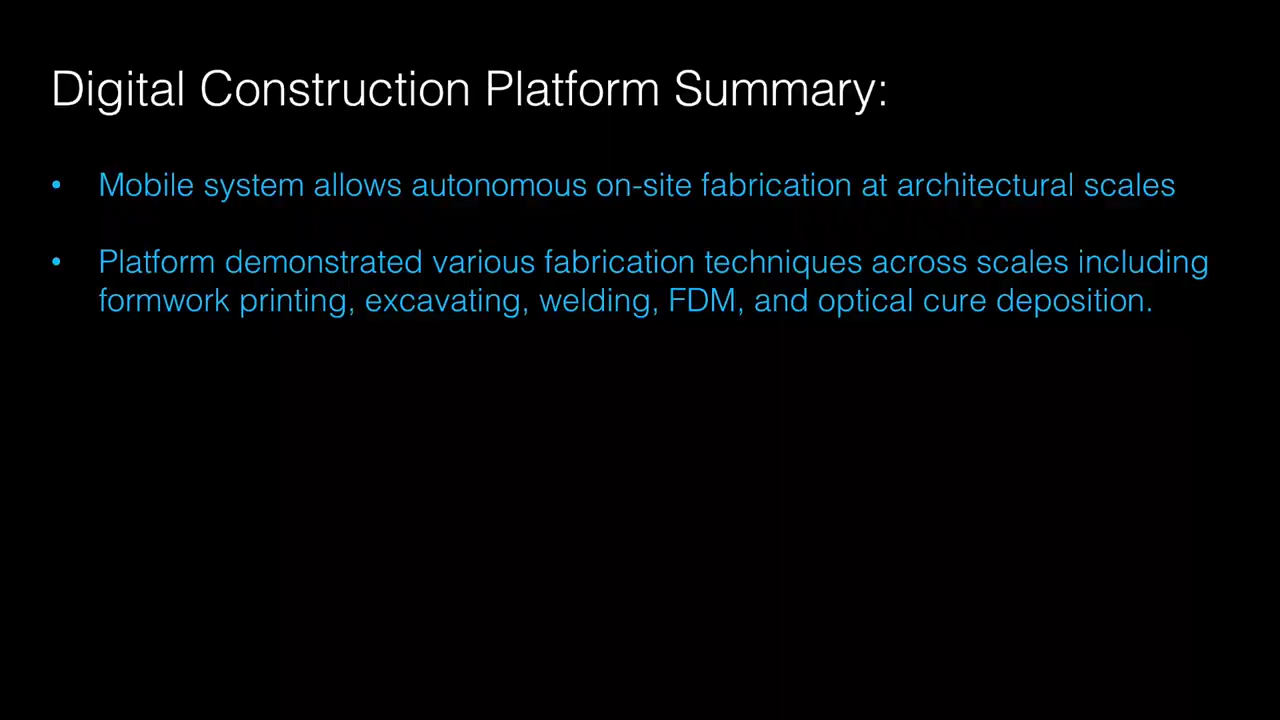 Digital Construction Platform Summary:
• Mobile system allows autonomous on-site fabrication at architectural scales
• Platform demonstrated various fabrication techniques across scales including
formwork printing, excavating, welding, FDM, and optical cure deposition.